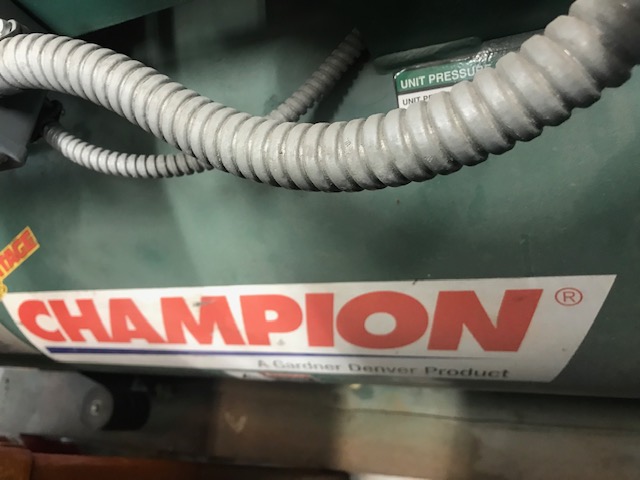 UNIT PRESSURE
CHAMPION®
A Gardner Denver Product